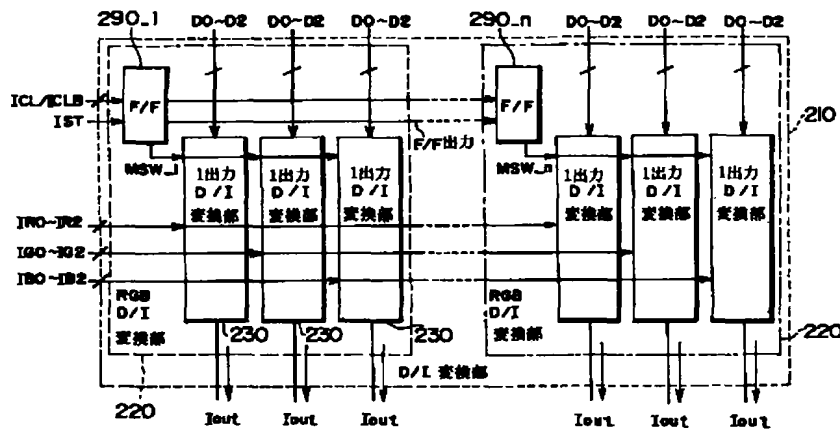 290_1
D0~D2 D0~D2 D0~D2
290_n
D0~D2 D0~D2 D0~D2
F/F
F/F
210
ICL/ICLB
IST
F/F出力
MSW_1
MSW_n
1出力
D/I
変換部
1出力
D/I
変換部
1出力
D/I
変換部
1出力
D/I
変換部
1出力
D/I
変換部
1出力
D/I
変換部
IR0~IR2
IG0~IG2
IB0~IB2
RGB
D/I
変換部
RGB
D/I
変換部
230 230 230
220
220
D/I 変換部
Iout Iout Iout
Iout Iout Iout